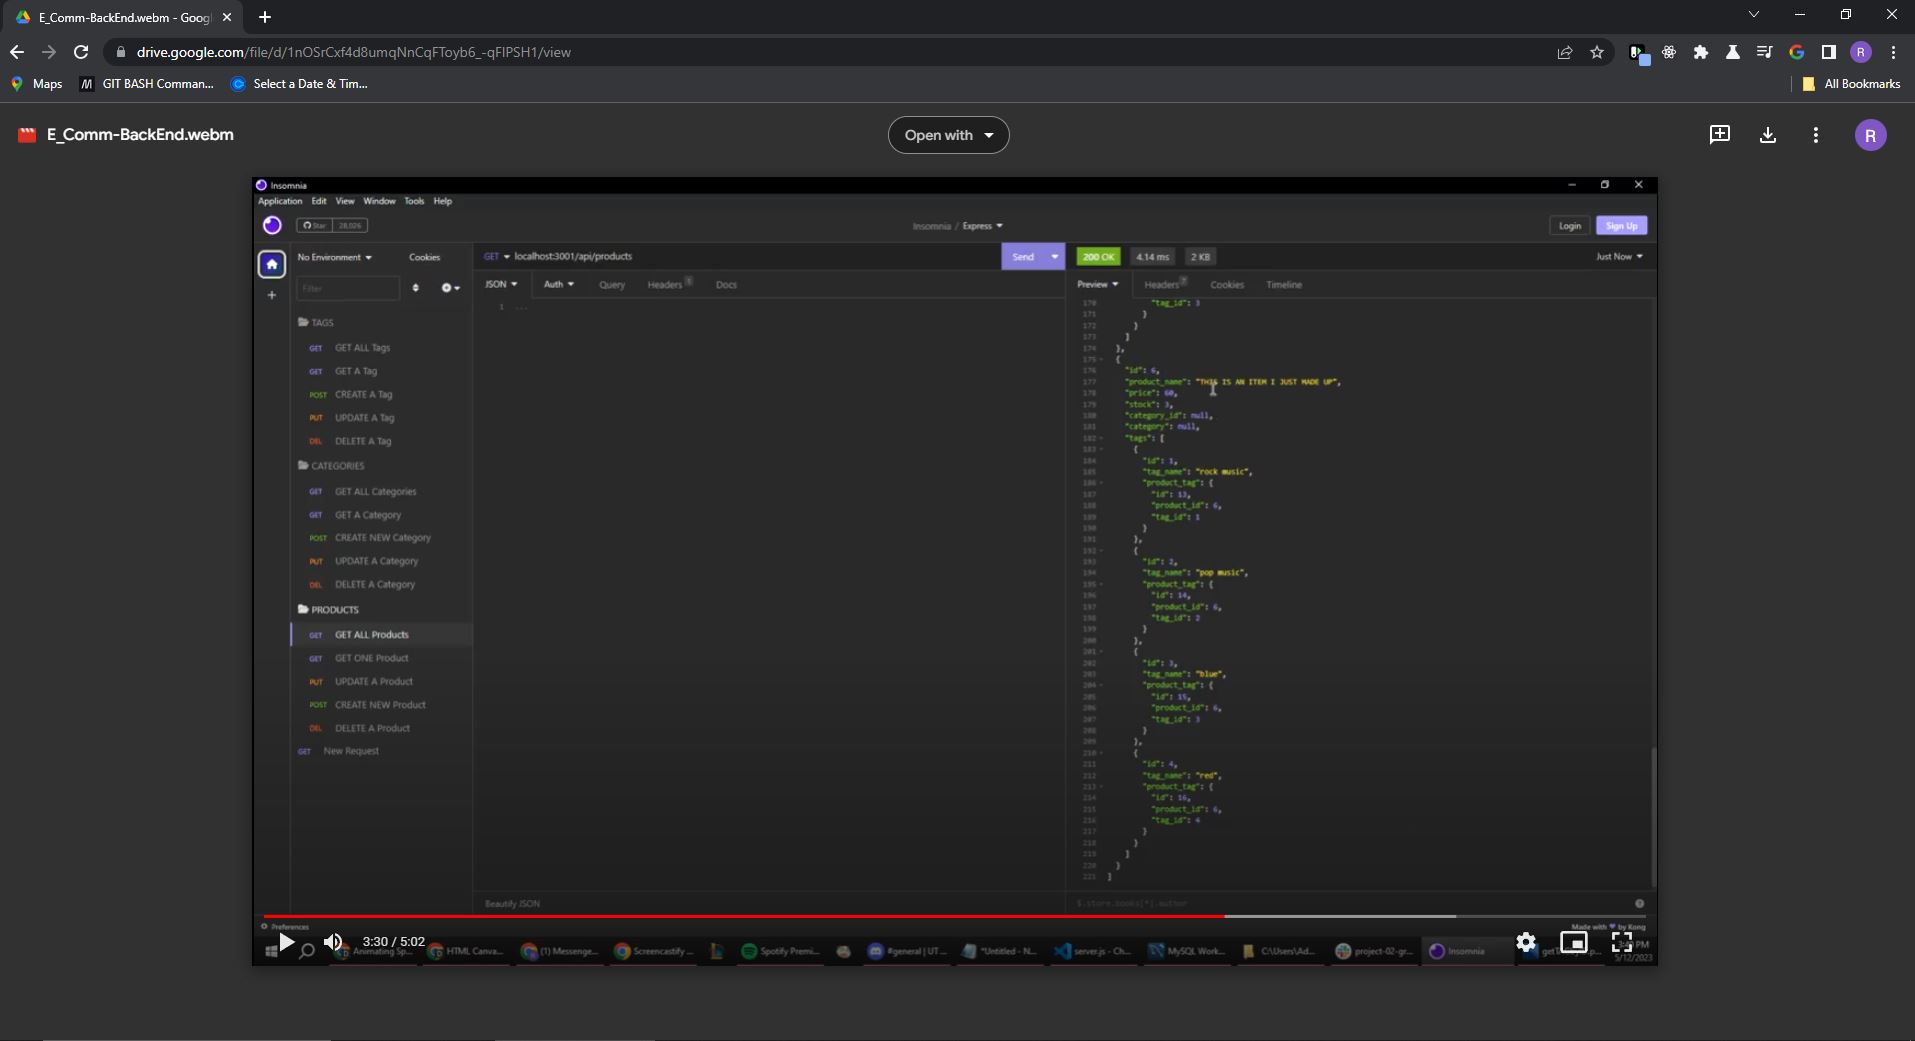 E_Comm-BackEnd.webm - Goog
drive.google.com/file/d/1nOSrCxf4d8umqNnCqFToyb6_-qFIPSH1/view
R
Maps
GIT BASH Comman...
Select a Date & Tim...
All Bookmarks
E_Comm-BackEnd.webm
Open with
R
Insomnia
Application Edit View Window Tools Help
Star 28,026
Insomnia / Express
Login
Sign Up
No Environment
Cookies
GET localhost:3001/api/products
Send
200 OK
4.14 ms
2 KB
Just Now
Filter
JSON
Auth
Query
Headers 1
Docs
Preview
Headers 7
Cookies
Timeline
TAGS
GET GET ALL Tags
GET GET A Tag
POST CREATE A Tag
PUT UPDATE A Tag
DEL DELETE A Tag
CATEGORIES
GET GET ALL Categories
GET GET A Category
POST CREATE NEW Category
PUT UPDATE A Category
DEL DELETE A Category
PRODUCTS
GET GET ALL Products
GET GET ONE Product
PUT UPDATE A Product
POST CREATE NEW Product
DEL DELETE A Product
GET New Request
1 ...
170 "tag_id": 3
171 }
172 }
173 ]
174 },
175 {
176 "id": 6,
177 "product_name": "THIS IS AN ITEM I JUST MADE UP",
178 "price": 60,
179 "stock": 3,
180 "category_id": null,
181 "category": null,
182 "tags": [
183 {
184 "id": 1,
185 "tag_name": "rock music",
186 "product_tag": {
187 "id": 13,
188 "product_id": 6,
189 "tag_id": 1
190 }
191 },
192 {
193 "id": 2,
194 "tag_name": "pop music",
195 "product_tag": {
196 "id": 14,
197 "product_id": 6,
198 "tag_id": 2
199 }
200 },
201 {
202 "id": 3,
203 "tag_name": "blue",
204 "product_tag": {
205 "id": 15,
206 "product_id": 6,
207 "tag_id": 3
208 }
209 },
210 {
211 "id": 4,
212 "tag_name": "red",
213 "product_tag": {
214 "id": 16,
215 "product_id": 6,
216 "tag_id": 4
217 }
218 }
219 ]
220 }
221 ]
Beautify JSON
$.store.books[*].author
Preferences
Made with ♥ by Kong
3:30 / 5:02
Animating Sp...
HTML Canva...
(1) Messenge...
Screencastify ...
Spotify Premi...
#general | UT ...
*Untitled - N...
server.js - Ch...
MySQL Work...
C:\Users\Ad...
project-02-gr...
Insomnia
PM
5/12/2023